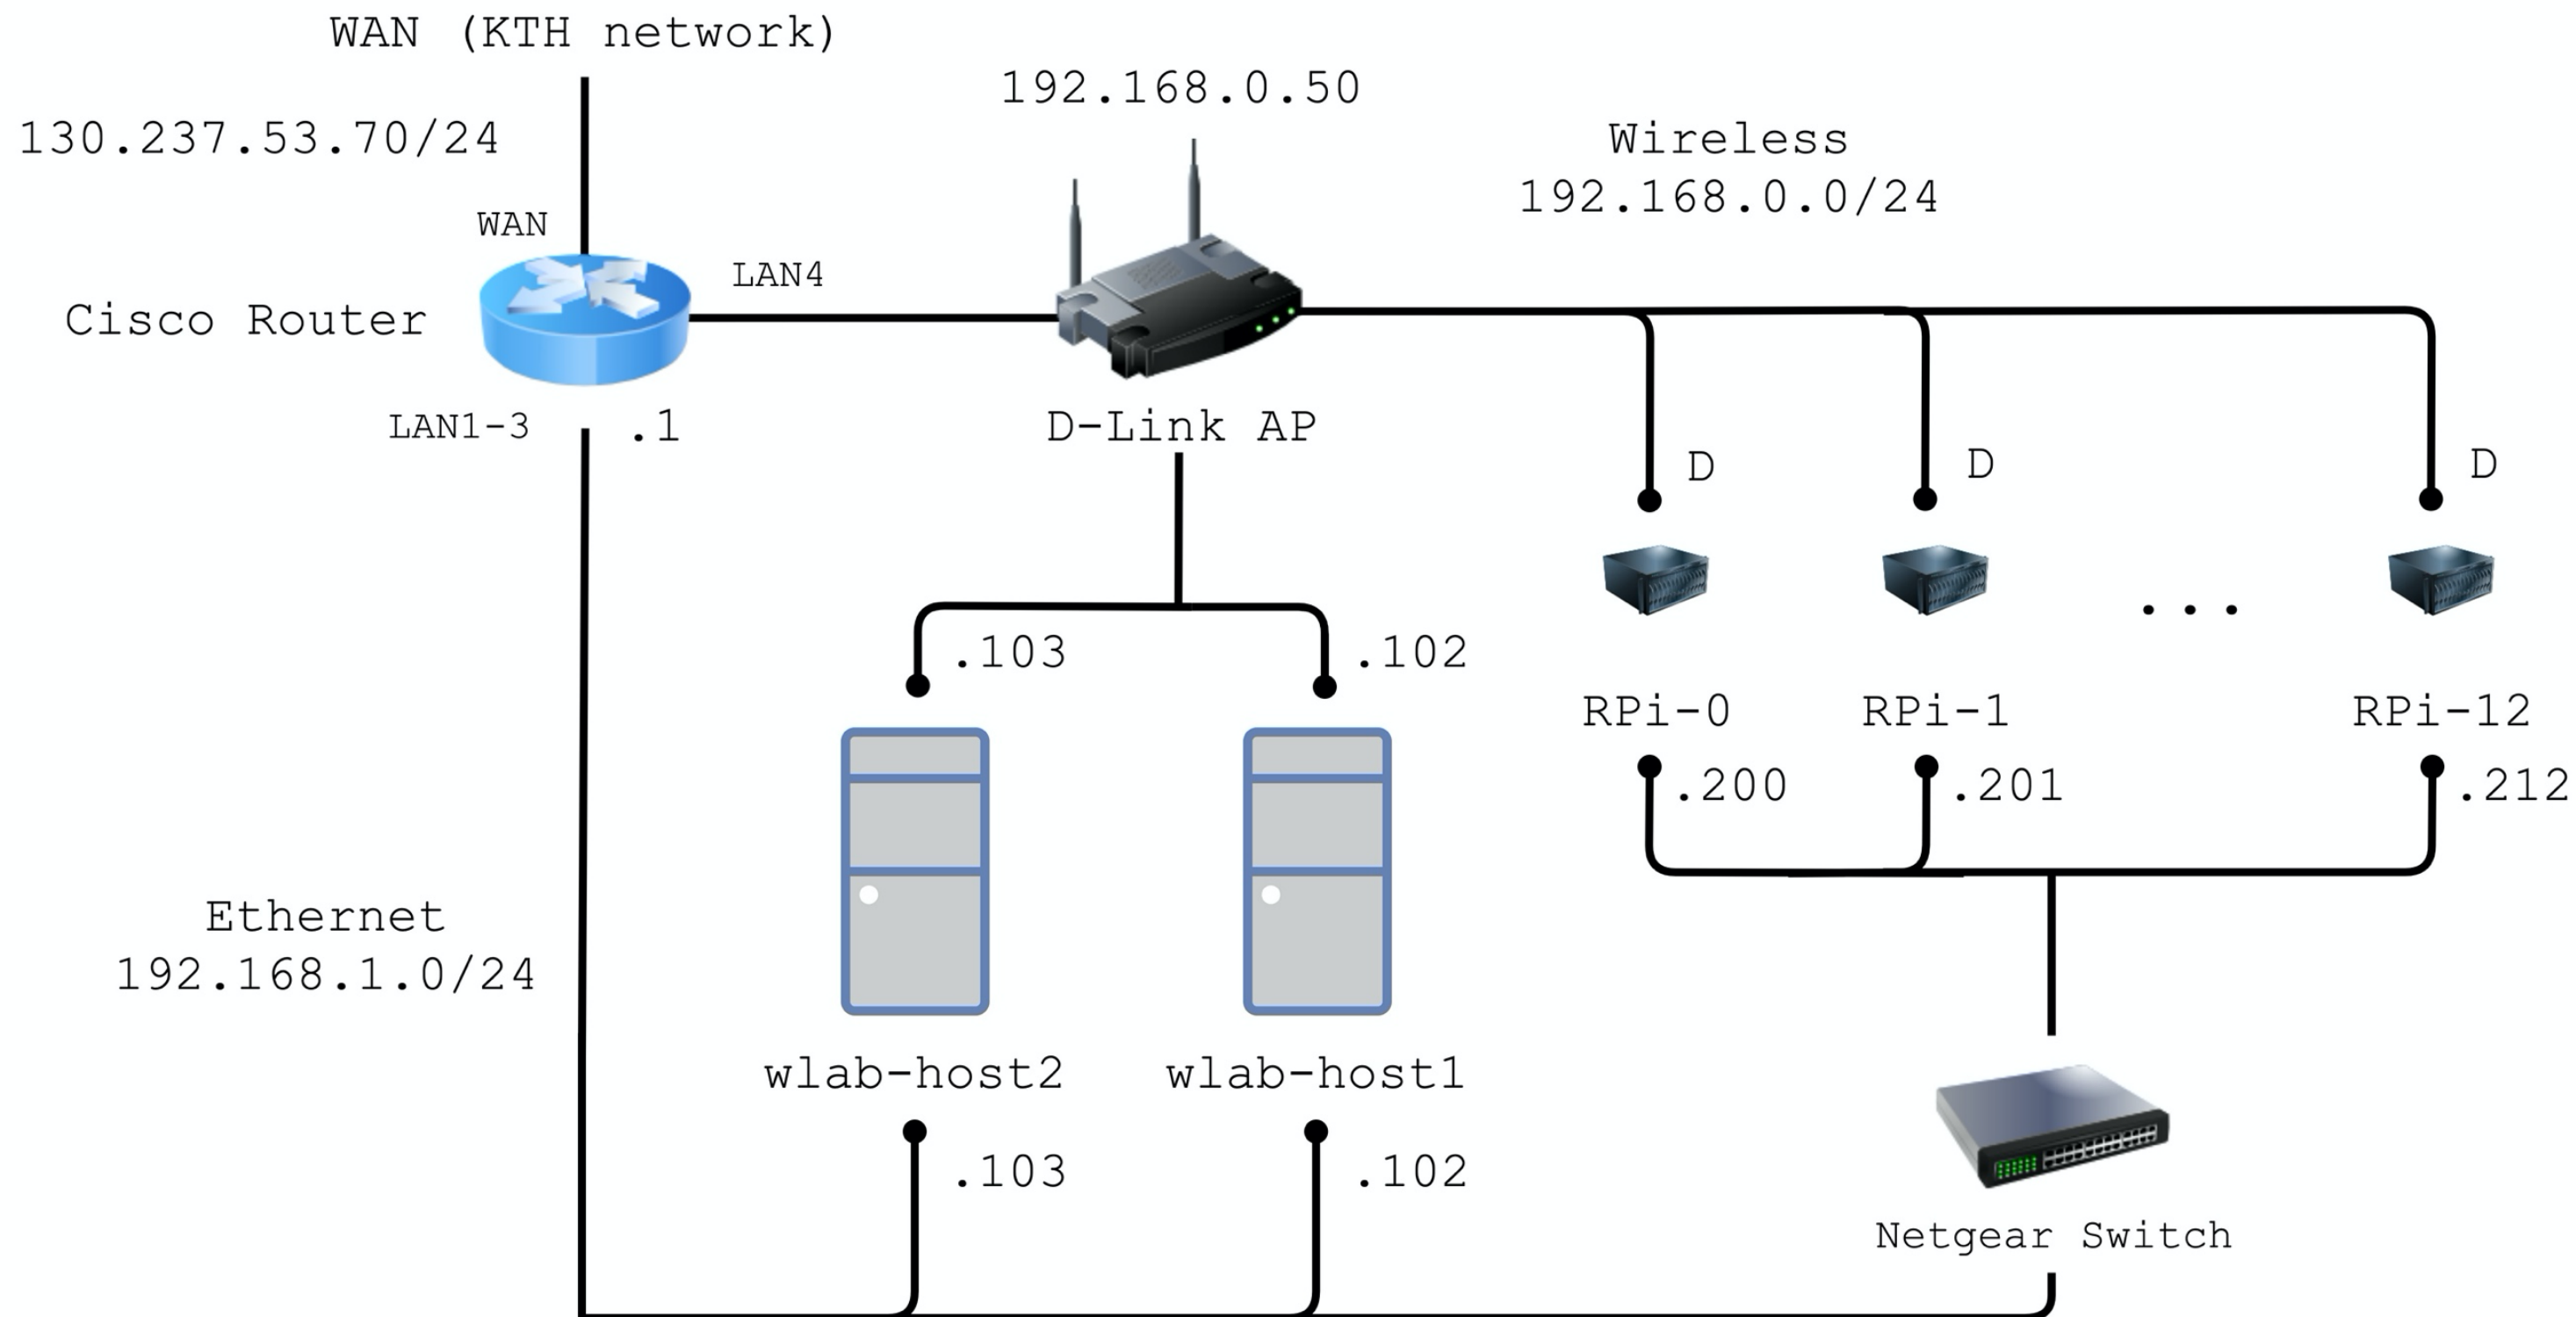 WAN (KTH network)
192.168.0.50
130.237.53.70/24
Wireless
192.168.0.0/24
WAN
LAN4
Cisco Router
LAN1-3
.1
D-Link AP
D
D
D
.103
.102
...
RPi-0
RPi-1
RPi-12
.200
.201
.212
Ethernet
192.168.1.0/24
wlab-host2
wlab-host1
.103
.102
Netgear Switch